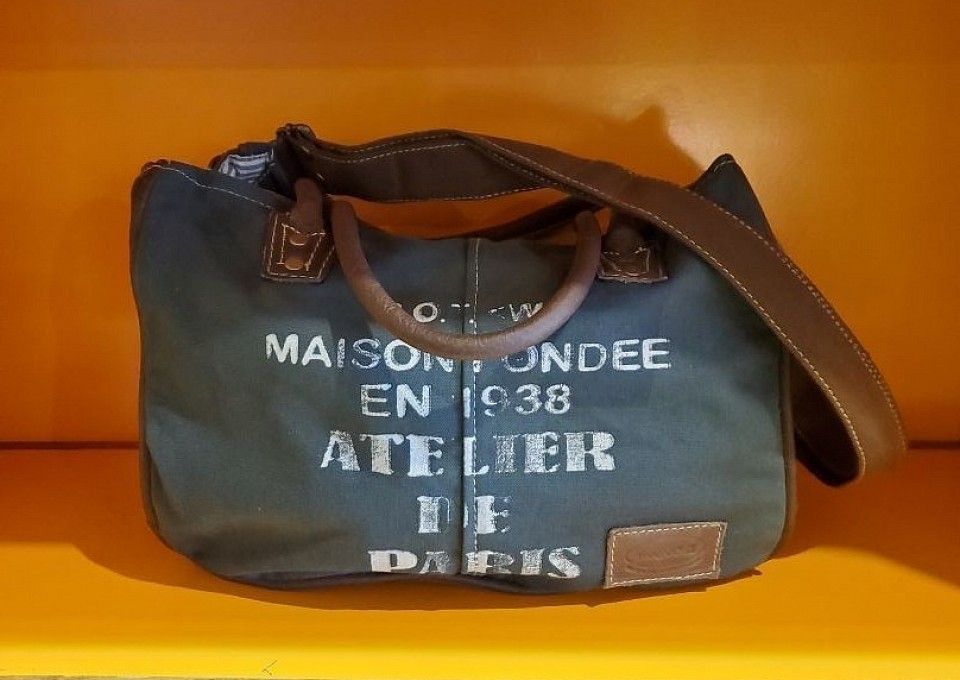 MAISON FONDEE
EN 1938
ATELIER
DE
PARIS